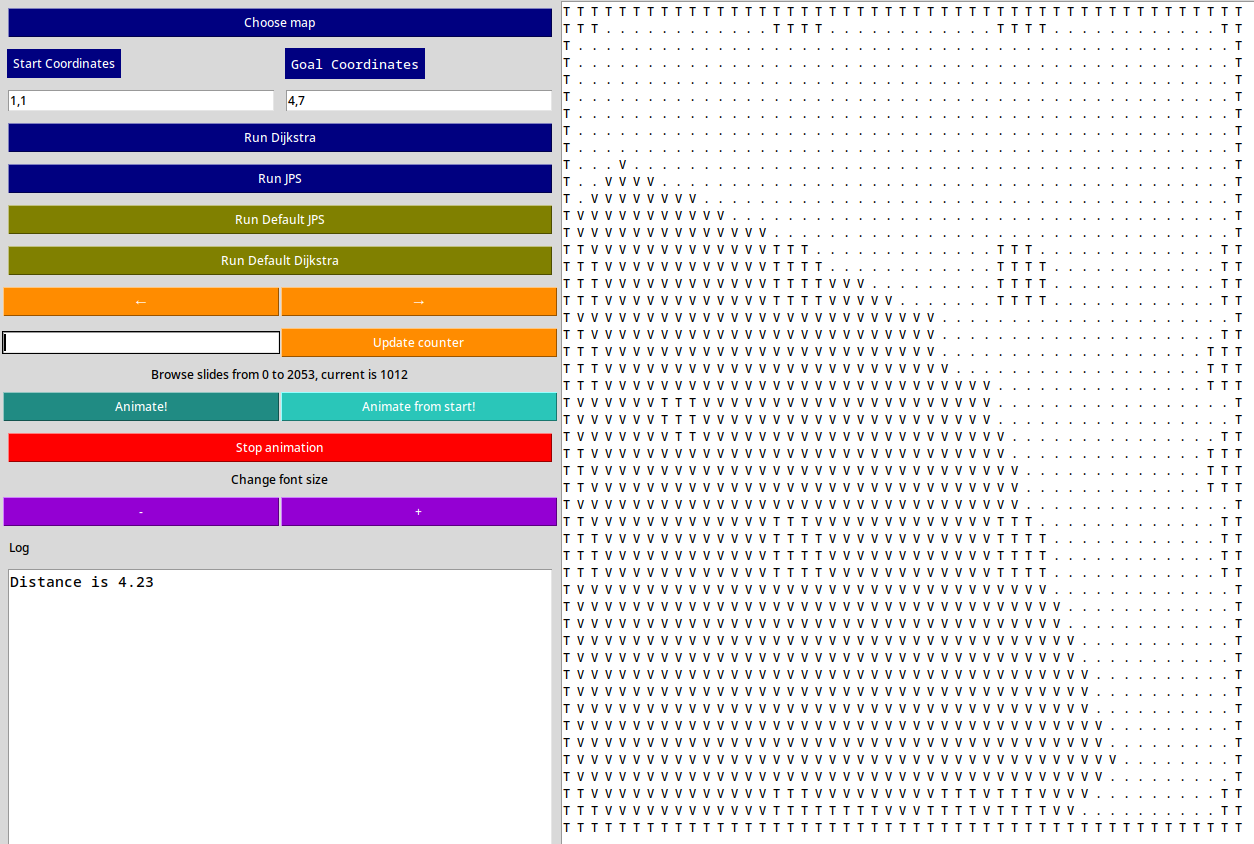 Choose map
Start Coordinates
Goal Coordinates
1,1
4,7
Run Dijkstra
Run JPS
Run Default JPS
Run Default Dijkstra
← →
Update counter
Browse slides from 0 to 2053, current is 1012
Animate! Animate from start!
Stop animation
Change font size
- +
Log
Distance is 4.23
T T T T T T T T T T T T T T T T T T T T T T T T T T T T T T T T T T T T T T T T T T T T T T T T T
T T T . . . . . . . . . . . . T T T T . . . . . . . . . . . . T T T T . . . . . . . . . . . . T T
T . . . . . . . . . . . . . . . . . . . . . . . . . . . . . . . . . . . . . . . . . . . . . . . T
T . . . . . . . . . . . . . . . . . . . . . . . . . . . . . . . . . . . . . . . . . . . . . . . T
T . . . . . . . . . . . . . . . . . . . . . . . . . . . . . . . . . . . . . . . . . . . . . . . T
T . . . . . . . . . . . . . . . . . . . . . . . . . . . . . . . . . . . . . . . . . . . . . . . T
T . . . . . . . . . . . . . . . . . . . . . . . . . . . . . . . . . . . . . . . . . . . . . . . T
T . . . . . . . . . . . . . . . . . . . . . . . . . . . . . . . . . . . . . . . . . . . . . . . T
T . . . . . . . . . . . . . . . . . . . . . . . . . . . . . . . . . . . . . . . . . . . . . . . T
T . . . V . . . . . . . . . . . . . . . . . . . . . . . . . . . . . . . . . . . . . . . . . . . T
T . . V V V V . . . . . . . . . . . . . . . . . . . . . . . . . . . . . . . . . . . . . . . . . T
T . V V V V V V V V . . . . . . . . . . . . . . . . . . . . . . . . . . . . . . . . . . . . . . T
T V V V V V V V V V V V . . . . . . . . . . . . . . . . . . . . . . . . . . . . . . . . . . . . T
T V V V V V V V V V V V V V V . . . . . . . . . . . . . . . . . . . . . . . . . . . . . . . . . T
T T V V V V V V V V V V V V V T T T . . . . . . . . . . . . . T T T . . . . . . . . . . . . . T T
T T T V V V V V V V V V V V V T T T T . . . . . . . . . . . . T T T T . . . . . . . . . . . . T T
T T T V V V V V V V V V V V V T T T T V V V . . . . . . . . . T T T T . . . . . . . . . . . . T T
T T T V V V V V V V V V V V V T T T T V V V V V . . . . . . . T T T T . . . . . . . . . . . . T T
T V V V V V V V V V V V V V V V V V V V V V V V V V V . . . . . . . . . . . . . . . . . . . . . T
T T V V V V V V V V V V V V V V V V V V V V V V V V V . . . . . . . . . . . . . . . . . . . . T T
T T T V V V V V V V V V V V V V V V V V V V V V V V V . . . . . . . . . . . . . . . . . . . T T T
T T T V V V V V V V V V V V V V V V V V V V V V V V V V . . . . . . . . . . . . . . . . . . T T T
T T T V V V V V V V V V V V V V V V V V V V V V V V V V V V V . . . . . . . . . . . . . . . T T T
T V V V V V V T T T V V V V V V V V V V V V V V V V V V V V V . . . . . . . . . . . . . . . . . T
T V V V V V V T T T V V V V V V V V V V V V V V V V V V V V V . . . . . . . . . . . . . . . . . T
T T V V V V V V T T V V V V V V V V V V V V V V V V V V V V V V . . . . . . . . . . . . . . . T T
T T T V V V V V V V V V V V V V V V V V V V V V V V V V V V V V . . . . . . . . . . . . . . T T T
T T T V V V V V V V V V V V V V V V V V V V V V V V V V V V V V V . . . . . . . . . . . . . T T T
T T V V V V V V V V V V V V V V V V V V V V V V V V V V V V V V V . . . . . . . . . . . . . T T T
T V V V V V V V V V V V V V V V V V V V V V V V V V V V V V V V V . . . . . . . . . . . . . . . T
T T V V V V V V V V V V V V V T T T V V V V V V V V V V V V V T T T . . . . . . . . . . . . . T T
T T T V V V V V V V V V V V V T T T T V V V V V V V V V V V V T T T T . . . . . . . . . . . . T T
T T T V V V V V V V V V V V V T T T T V V V V V V V V V V V V T T T T . . . . . . . . . . . . T T
T T T V V V V V V V V V V V V T T T T V V V V V V V V V V V V T T T T . . . . . . . . . . . . T T
T V V V V V V V V V V V V V V V V V V V V V V V V V V V V V V V V V V . . . . . . . . . . . . . T
T V V V V V V V V V V V V V V V V V V V V V V V V V V V V V V V V V V V . . . . . . . . . . . . T
T V V V V V V V V V V V V V V V V V V V V V V V V V V V V V V V V V V V . . . . . . . . . . . . T
T V V V V V V V V V V V V V V V V V V V V V V V V V V V V V V V V V V V V . . . . . . . . . . . T
T V V V V V V V V V V V V V V V V V V V V V V V V V V V V V V V V V V V V . . . . . . . . . . . T
T V V V V V V V V V V V V V V V V V V V V V V V V V V V V V V V V V V V V V . . . . . . . . . . T
T V V V V V V V V V V V V V V V V V V V V V V V V V V V V V V V V V V V V V . . . . . . . . . . T
T V V V V V V V V V V V V V V V V V V V V V V V V V V V V V V V V V V V V V . . . . . . . . . . T
T V V V V V V V V V V V V V V V V V V V V V V V V V V V V V V V V V V V V V V . . . . . . . . . T
T V V V V V V V V V V V V V V V V V V V V V V V V V V V V V V V V V V V V V V . . . . . . . . . T
T V V V V V V V V V V V V V V V V V V V V V V V V V V V V V V V V V V V V V V V . . . . . . . . T
T V V V V V V V V V V V V V V V V V V V V V V V V V V V V V V V V V V V V V V . . . . . . . . . T
T T V V V V V V V V V V V V V T T T V V V V V V V V V T T T V T T T V V V V . . . . . . . . . T T
T T T V V V V V V V V V V V V T T T T T T T T V V V T T T T V T T T T V V . . . . . . . . . . T T
T T T T T T T T T T T T T T T T T T T T T T T T T T T T T T T T T T T T T T T T T T T T T T T T T